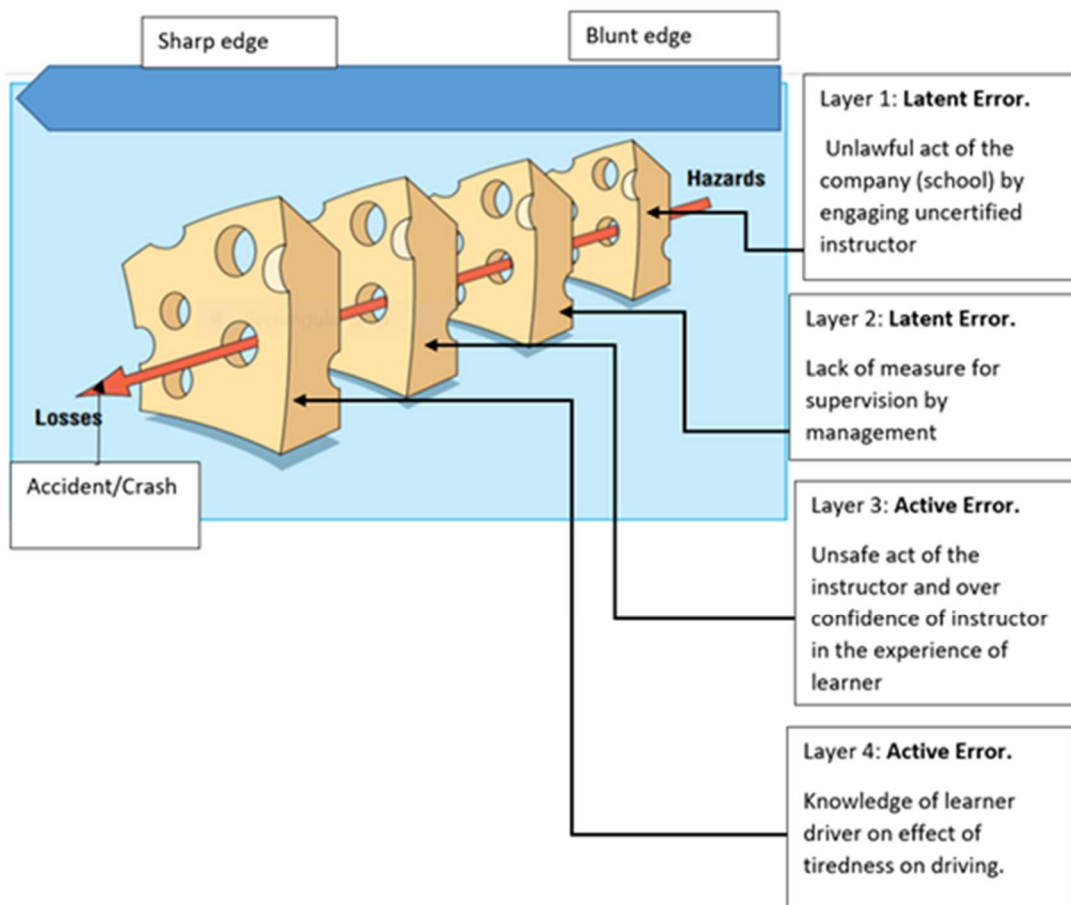 Sharp edge
Blunt edge
Hazards
Losses
Accident/Crash
Layer 1: Latent Error.
Unlawful act of the
company (school) by
engaging uncertified
instructor
Layer 2: Latent Error.
Lack of measure for
supervision by
management
Layer 3: Active Error.
Unsafe act of the
instructor and over
confidence of instructor
in the experience of
learner
Layer 4: Active Error.
Knowledge of learner
driver on effect of
tiredness on driving.